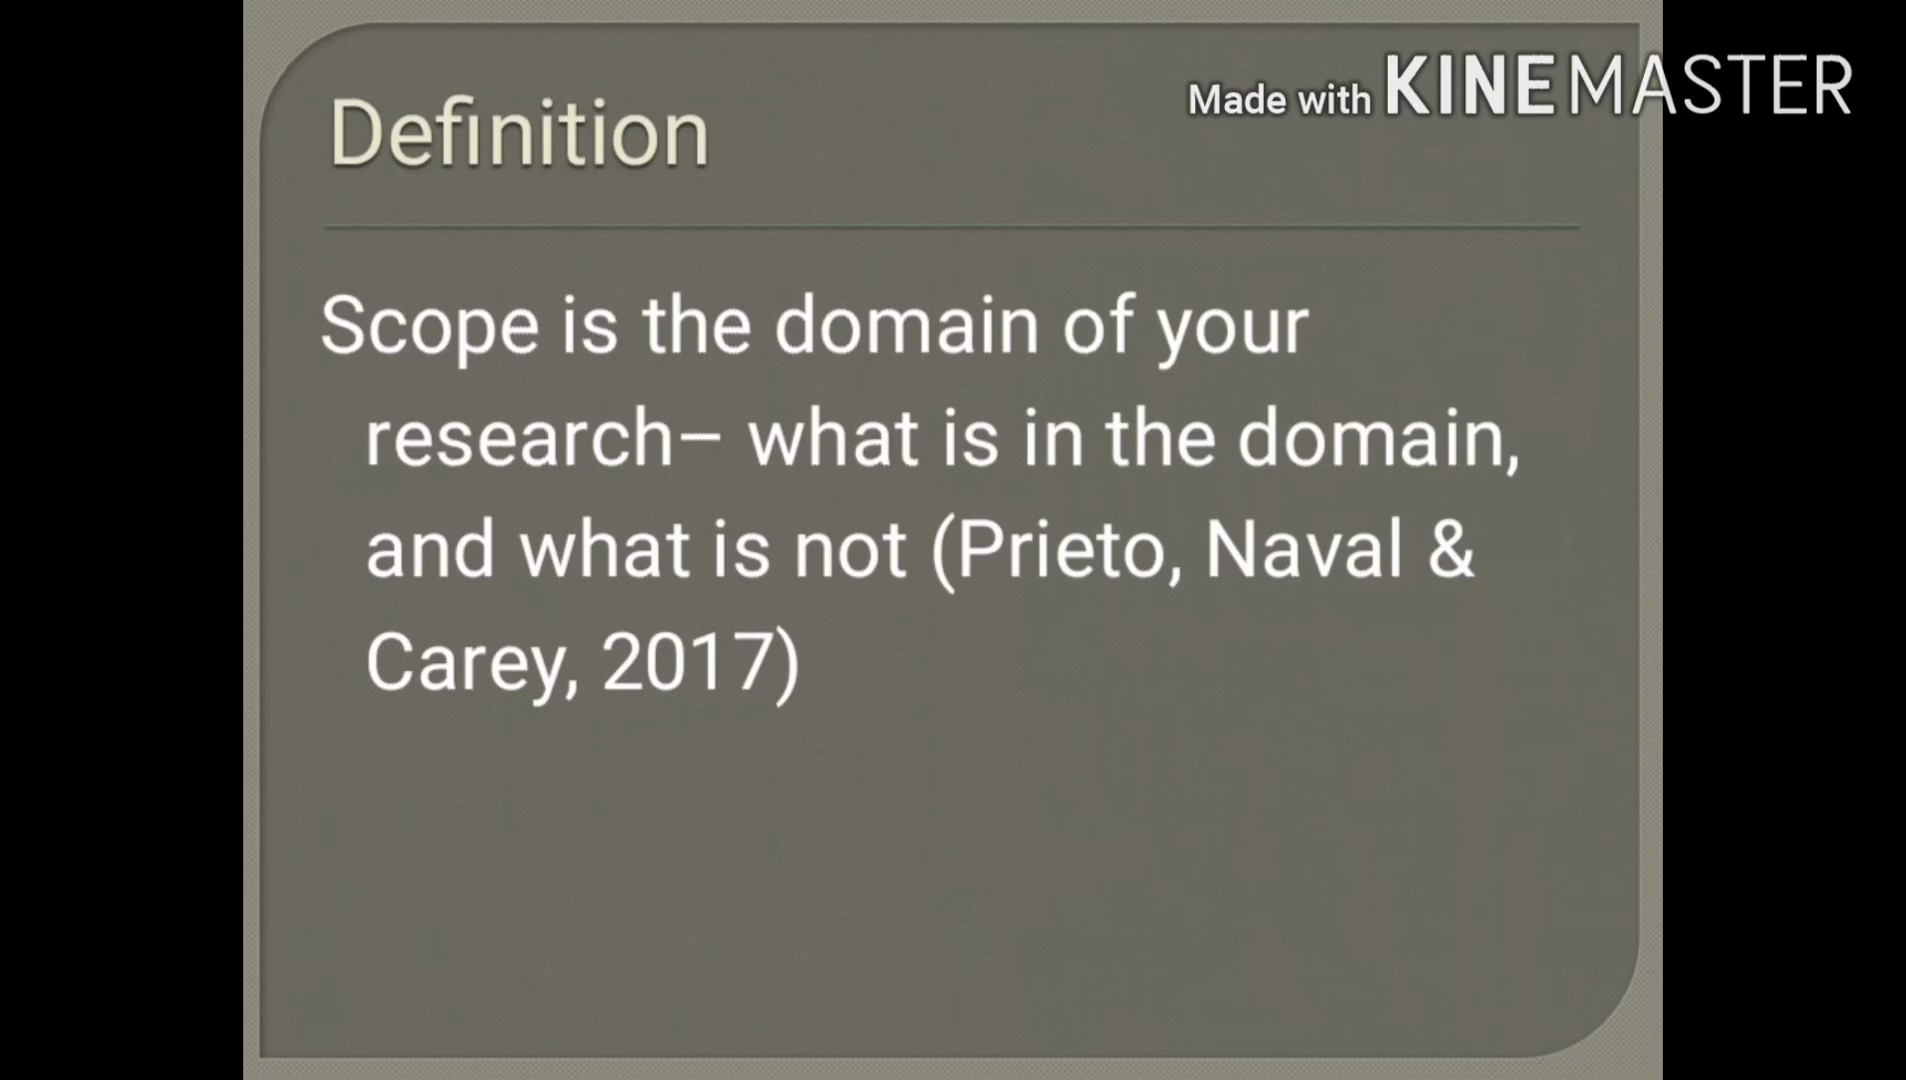 Made with KINEMASTER
Definition
Scope is the domain of your
research– what is in the domain,
and what is not (Prieto, Naval &
Carey, 2017)